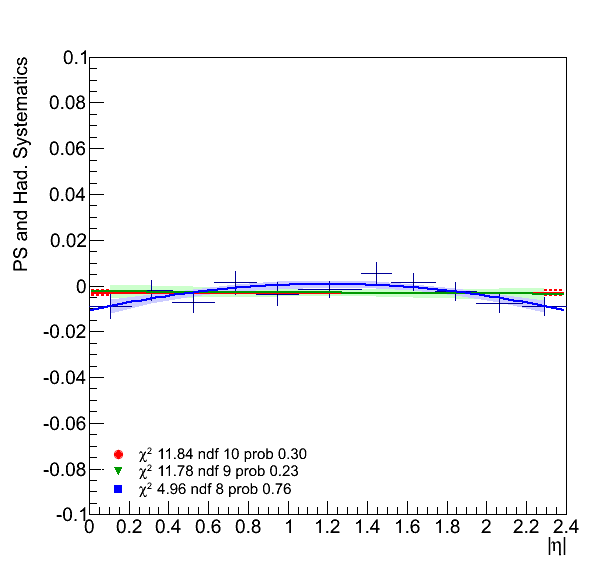 PS and Had. Systematics
0.1
0.08
0.06
0.04
0.02
0
-0.02
-0.04
-0.06
-0.08
-0.1
χ² 11.84 ndf 10 prob 0.30
χ² 11.78 ndf 9 prob 0.23
χ² 4.96 ndf 8 prob 0.76
0 0.2 0.4 0.6 0.8 1 1.2 1.4 1.6 1.8 2 2.2 2.4
|η|